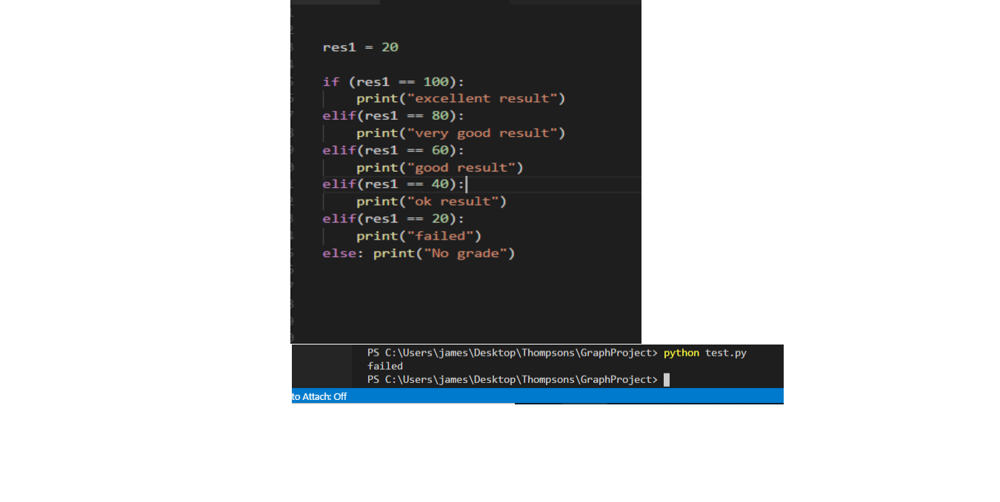 res1 = 20
if (res1 == 100):
print("excellent result")
elif(res1 == 80):
print("very good result")
elif(res1 == 60):
print("good result")
elif(res1 == 40):
print("ok result")
elif(res1 == 20):
print("failed")
else: print("No grade")
PS C:\Users\james\Desktop\Thompsons\GraphProject> python test.py
failed
PS C:\Users\james\Desktop\Thompsons\GraphProject>
to Attach: Off